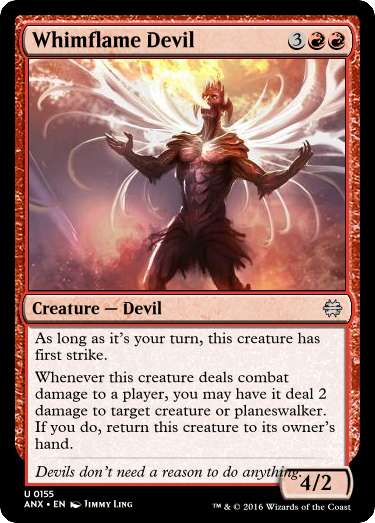 Whimflame Devil 3
Creature — Devil
As long as it's your turn, this creature has
first strike.
Whenever this creature deals combat
damage to a player, you may have it deal 2
damage to target creature or planeswalker.
If you do, return this creature to its owner's
hand.
Devils don't need a reason to do anything.
4/2
U 0155
ANX • EN Jimmy Ling
™ & © 2016 Wizards of the Coast